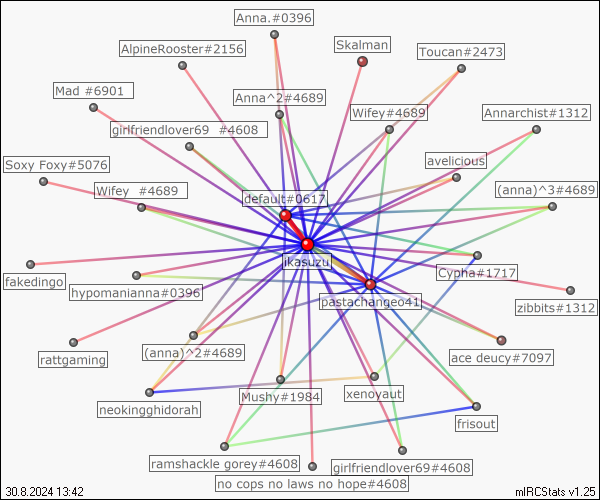 Anna.#0396
Skalman
AlpineRooster#2156
Toucan#2473
Mad #6901
Anna^2#4689
Wifey#4689
Annarchist#1312
girlfriendlover69 #4608
Soxy Foxy#5076
avelicious
Wifey #4689
default#0617
(anna)^3#4689
ikasuzu
Cypha#1717
fakedingo
hypomanianna#0396
pastachangeo41
zibbits#1312
rattgaming
(anna)^2#4689
ace deucy#7097
neokingghidorah
Mushy#1984
xenoyaut
frisout
ramshackle gorey#4608
girlfriendlover69#4608
no cops no laws no hope#4608
30.8.2024 13:42
mIRCStats v1.25